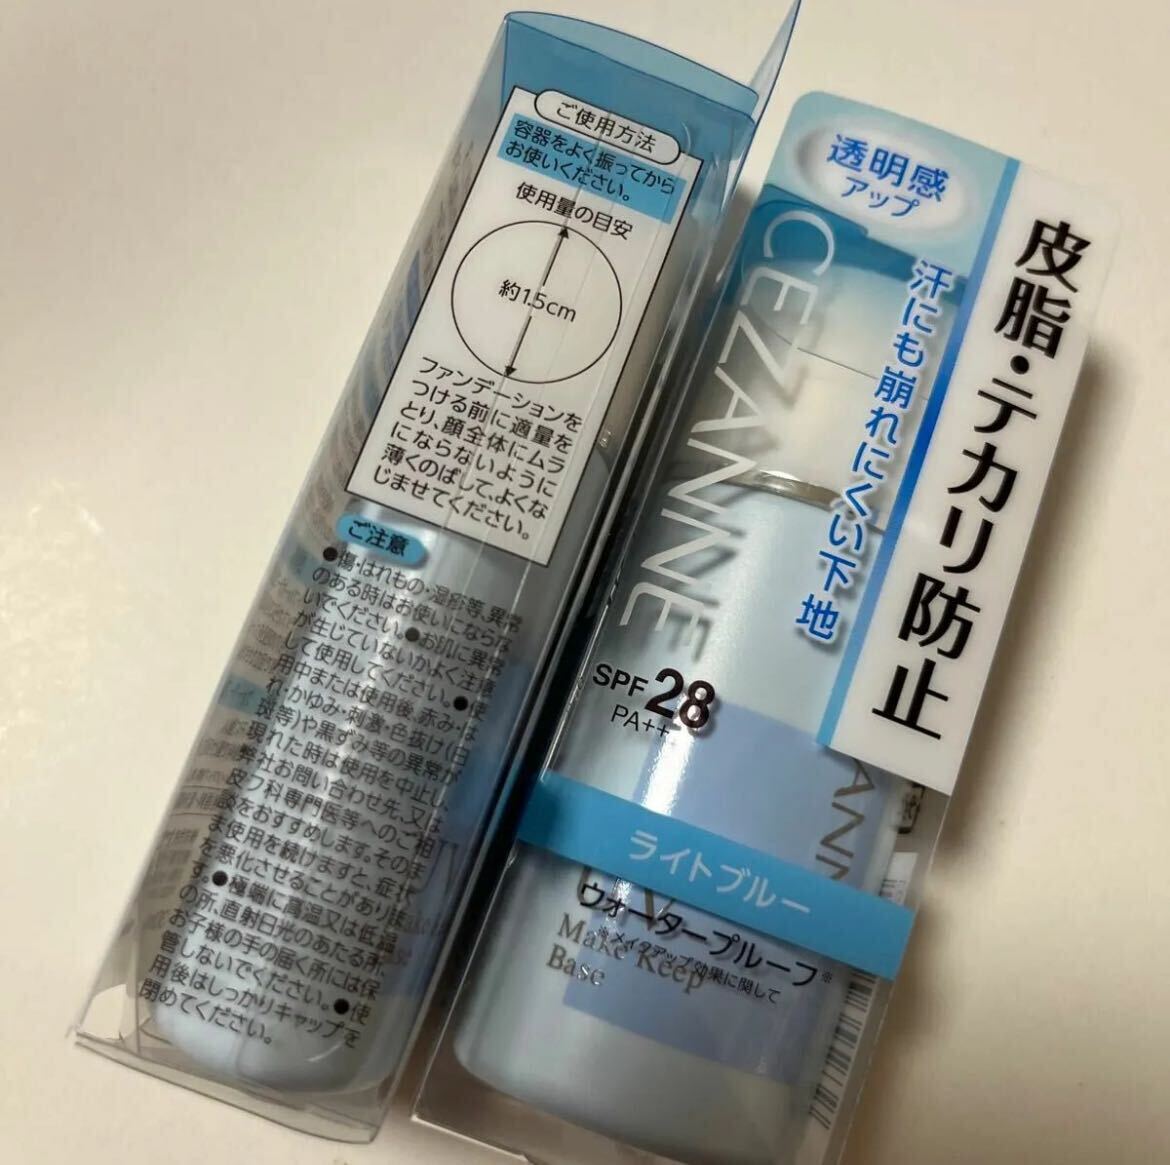 ご使用方法
容器をよく振ってから
お使いください。
使用量の目安
約1.5cm
ファンデーションを
つける前に適量を
とり、顔全体にムラ
にならないように
薄くのばして、よくな
じませてください。
ご注意
●傷・はれもの・湿疹等、異常
のある時はお使いにならな
いでください。●お肌に異常
が生じていないかよく注意
して使用してください。●使
用中または使用後、赤み・は
れ・かゆみ・刺激・色抜け(白
斑等)や黒ずみ等の異常が
現れた時は使用を中止し、
弊社お問い合わせ先、又は
皮フ科専門医等へのご相
談をおすすめします。そのま
ま使用を続けますと、症状
を悪化させることがありま
す。●極端に高温又は低温
の所、直射日光のあたる所、
お子様の手の届く所には保
管しないでください。●使
用後はしっかりキャップを
閉めてください。
透明感
アップ
皮脂・テカリ防止
汗にも崩れにくい下地
CEZANNE
SPF 28
PA++
ライトブルー
ウォータープルーフ※
※メイクアップ効果に関して
UV
Make Keep
Base